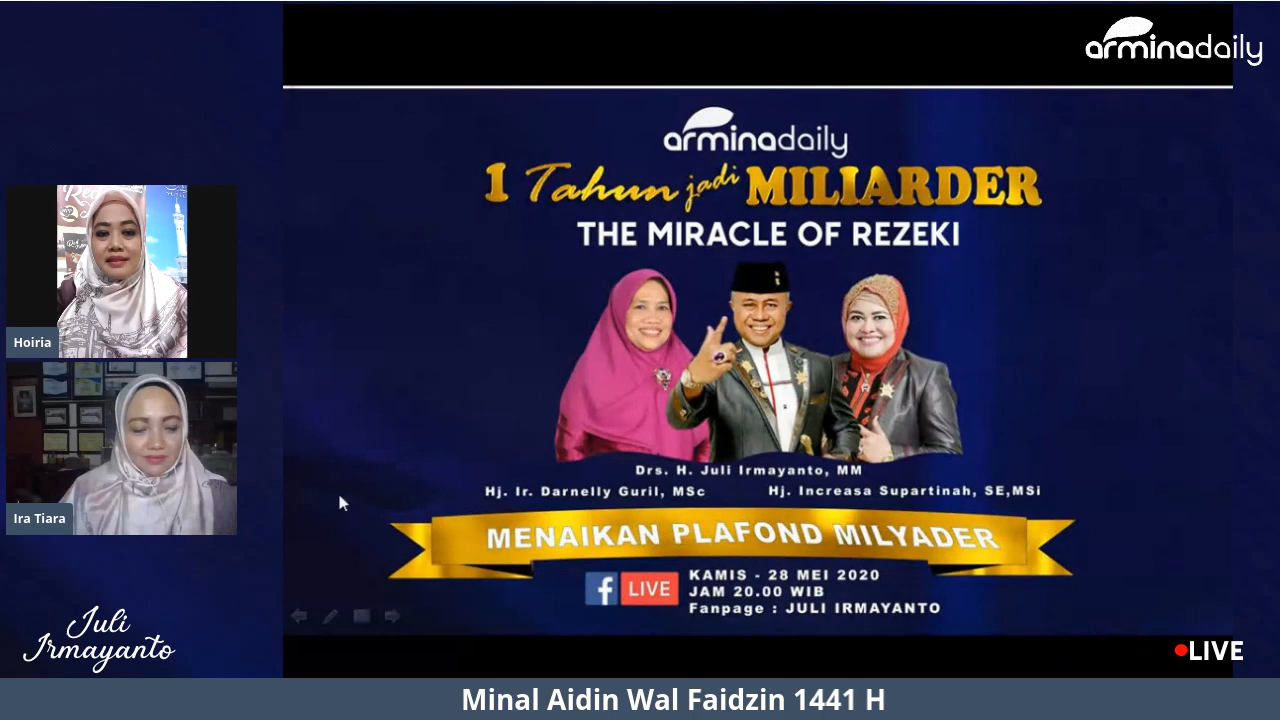 arminadaily
arminadaily
1 Tahun jadi MILIARDER
THE MIRACLE OF REZEKI
Hoiria
Ira Tiara
Drs. H. Juli Irmayanto, MM
Hj. Ir. Darnelly Guril, MSc
Hj. Increasa Supartinah, SE,MSi
MENAIKAN PLAFOND MILYADER
f LIVE
KAMIS - 28 MEI 2020
JAM 20.00 WIB
Fanpage : JULI IRMAYANTO
Juli
Irmayanto
LIVE
Minal Aidin Wal Faidzin 1441 H